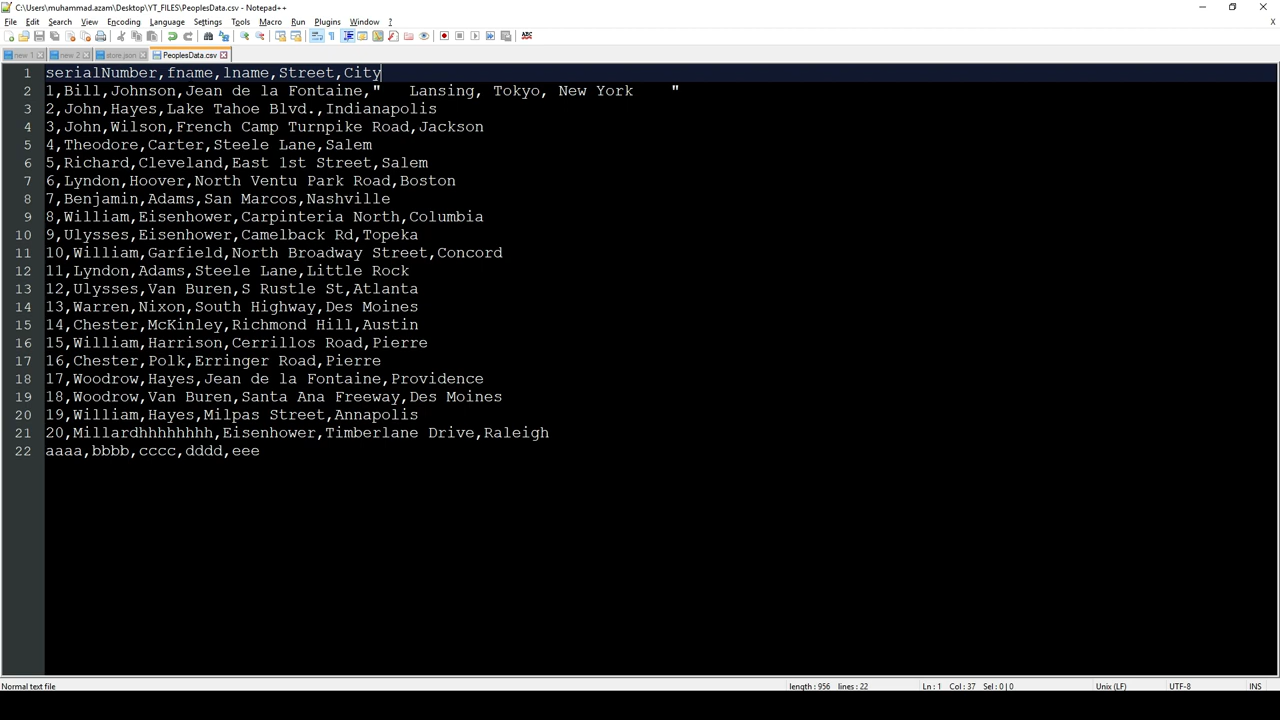 C:\Users\muhammad.azam\Desktop\YT_FILES\PeoplesData.csv - Notepad++
File Edit Search View Encoding Language Settings Tools Macro Run Plugins Window ? X
new 1 new 2 store.json PeoplesData.csv
1 serialNumber,fname,lname,Street,City
2 1,Bill,Johnson,Jean de la Fontaine,"   Lansing, Tokyo, New York    "
3 2,John,Hayes,Lake Tahoe Blvd.,Indianapolis
4 3,John,Wilson,French Camp Turnpike Road,Jackson
5 4,Theodore,Carter,Steele Lane,Salem
6 5,Richard,Cleveland,East 1st Street,Salem
7 6,Lyndon,Hoover,North Ventu Park Road,Boston
8 7,Benjamin,Adams,San Marcos,Nashville
9 8,William,Eisenhower,Carpinteria North,Columbia
10 9,Ulysses,Eisenhower,Camelback Rd,Topeka
11 10,William,Garfield,North Broadway Street,Concord
12 11,Lyndon,Adams,Steele Lane,Little Rock
13 12,Ulysses,Van Buren,S Rustle St,Atlanta
14 13,Warren,Nixon,South Highway,Des Moines
15 14,Chester,McKinley,Richmond Hill,Austin
16 15,William,Harrison,Cerrillos Road,Pierre
17 16,Chester,Polk,Erringer Road,Pierre
18 17,Woodrow,Hayes,Jean de la Fontaine,Providence
19 18,Woodrow,Van Buren,Santa Ana Freeway,Des Moines
20 19,William,Hayes,Milpas Street,Annapolis
21 20,Millardhhhhhhhh,Eisenhower,Timberlane Drive,Raleigh
22 aaaa,bbbb,cccc,dddd,eee
Normal text file length : 956 lines : 22 Ln : 1 Col : 37 Sel : 0 | 0 Unix (LF) UTF-8 INS